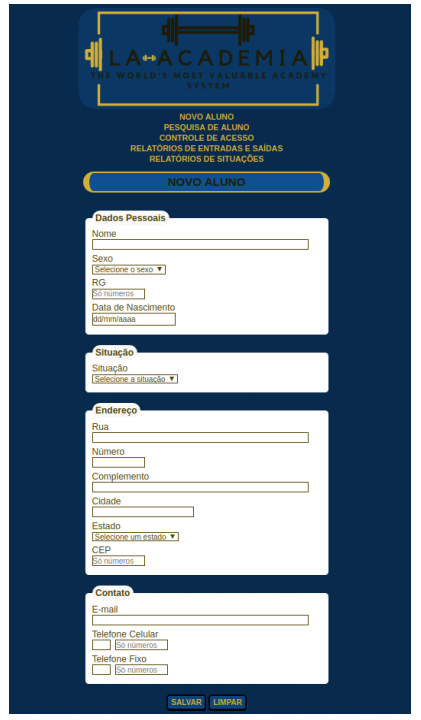 LA ACADEMIA
THE WORLD'S MOST VALUABLE ACADEMY
SYSTEM
NOVO ALUNO
PESQUISA DE ALUNO
CONTROLE DE ACESSO
RELATÓRIOS DE ENTRADAS E SAÍDAS
RELATÓRIOS DE SITUAÇÕES
NOVO ALUNO
Dados Pessoais
Nome
Sexo
Selecione o sexo ▼
RG
Só números
Data de Nascimento
dd/mm/aaaa
Situação
Situação
Selecione a situação ▼
Endereço
Rua
Número
Complemento
Cidade
Estado
Selecione um estado ▼
CEP
Só números
Contato
E-mail
Telefone Celular
Só números
Telefone Fixo
Só números
SALVAR LIMPAR